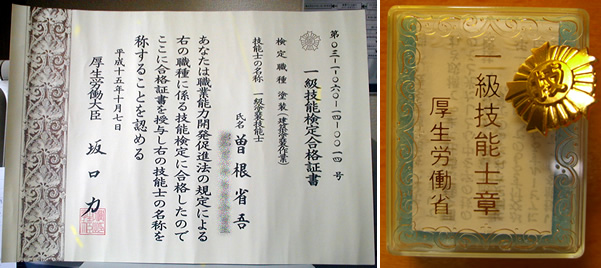 第〇三-一-〇六〇-一四-〇〇一四号
一級技能検定合格証書
検定職種 塗装(建築塗装作業)
技能士の名称 一級塗装技能士
氏名 曽根省吾
あなたは職業能力開発促進法の規定による
右の職種に係る技能検定に合格したので
ここに合格証書を授与し右の技能士の名称を
称することを認める
平成十五年十月七日
厚生労働大臣 坂口力
一級技能士章
厚生労働省